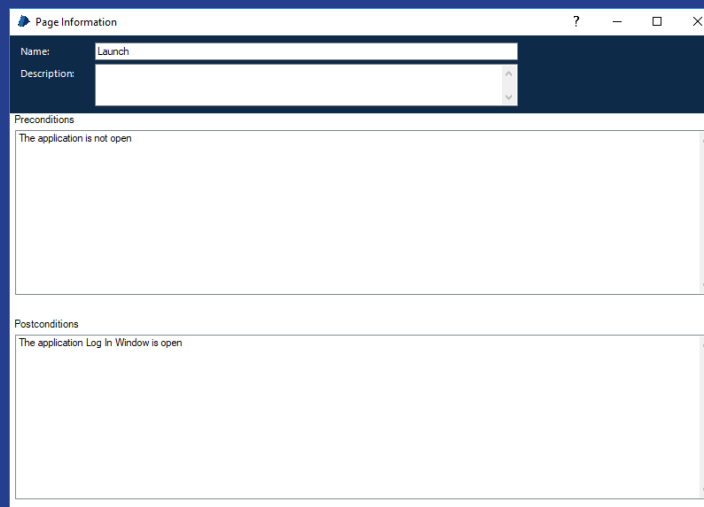 Page Information
Name:
Launch
Description:
Preconditions
The application is not open
Postconditions
The application Log In Window is open